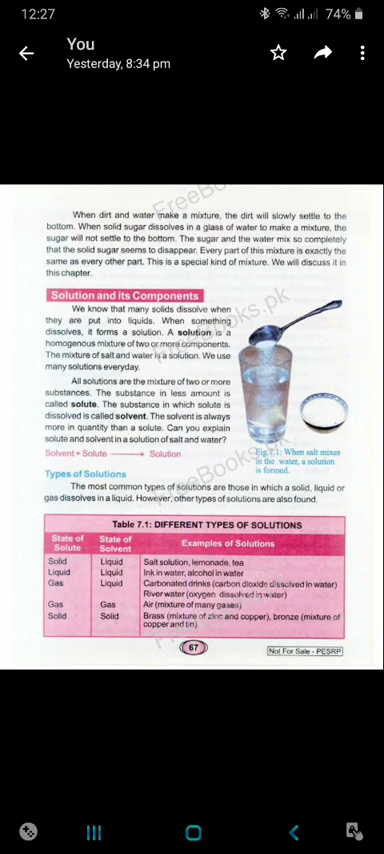 12:27
74%
You
Yesterday, 8:34 pm
When dirt and water make a mixture, the dirt will slowly settle to the
bottom. When solid sugar dissolves in a glass of water to make a mixture, the
sugar will not settle to the bottom. The sugar and the water mix so completely
that the solid sugar seems to disappear. Every part of this mixture is exactly the
same as every other part. This is a special kind of mixture. We will discuss it in
this chapter.
Solution and its Components
We know that many solids dissolve when
they are put into liquids. When something
dissolves, it forms a solution. A solution is a
homogenous mixture of two or more components.
The mixture of salt and water is a solution. We use
many solutions everyday.
All solutions are the mixture of two or more
substances. The substance in less amount is
called solute. The substance in which solute is
dissolved is called solvent. The solvent is always
more in quantity than a solute. Can you explain
solute and solvent in a solution of salt and water?
Solvent + Solute ⟶ Solution
Fig.7.1: When salt mixes
in the water, a solution
is formed.
Types of Solutions
The most common types of solutions are those in which a solid, liquid or
gas dissolves in a liquid. However, other types of solutions are also found.
Table 7.1: DIFFERENT TYPES OF SOLUTIONS
State of Solute State of Solvent Examples of Solutions
Solid Liquid Salt solution, lemonade, tea
Liquid Liquid Ink in water, alcohol in water
Gas Liquid Carbonated drinks (carbon dioxide dissolved in water)
River water (oxygen dissolved in water)
Gas Gas Air (mixture of many gases)
Solid Solid Brass (mixture of zinc and copper), bronze (mixture of
copper and tin)
67
Not For Sale - PESRP
FreeBooks.pk